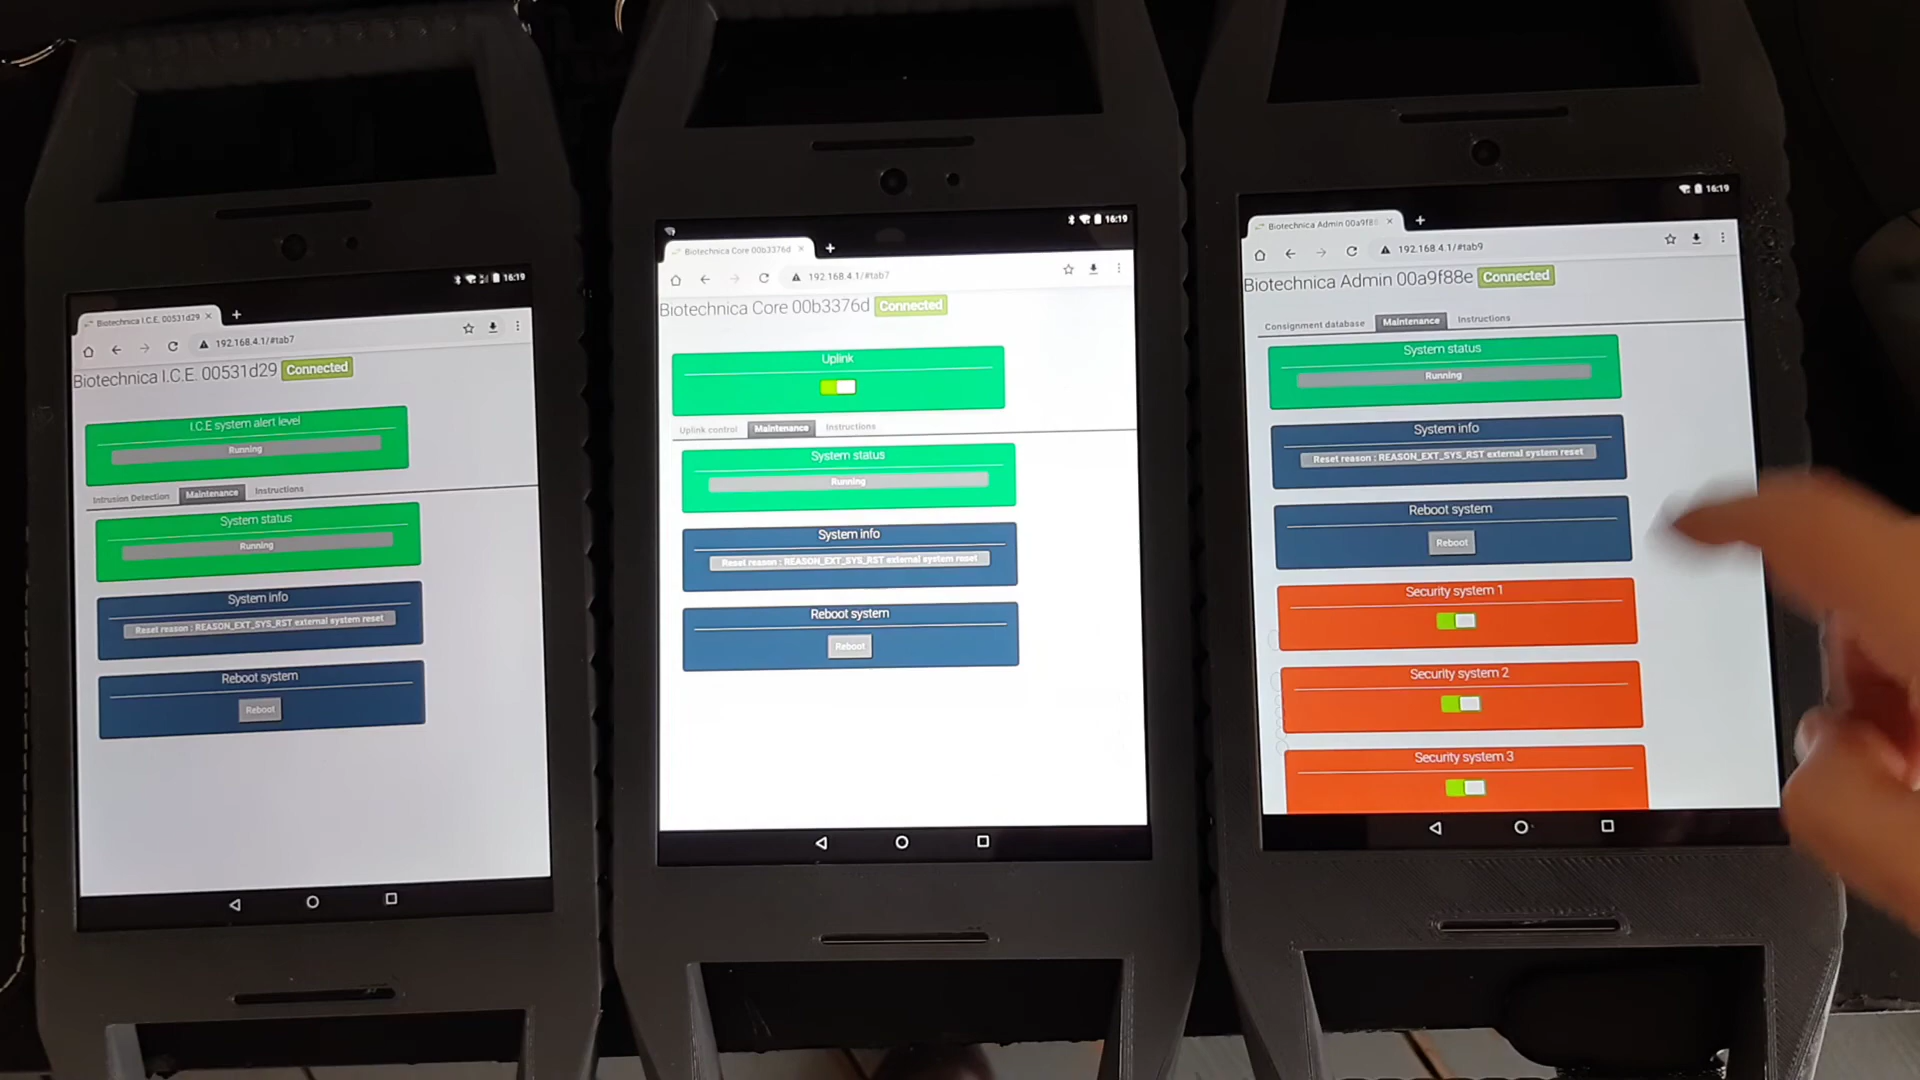 16:19
Biotechnica I.C.E. 00531d29
192.168.4.1/#tab7
Biotechnica I.C.E. 00531d29 Connected
I.C.E system alert level
Running
Intrusion Detection Maintenance Instructions
System status
Running
System info
Reset reason : REASON_EXT_SYS_RST external system reset
Reboot system
Reboot
16:19
Biotechnica Core 00b3376d
192.168.4.1/#tab7
Biotechnica Core 00b3376d Connected
Uplink
Uplink control Maintenance Instructions
System status
Running
System info
Reset reason : REASON_EXT_SYS_RST external system reset
Reboot system
Reboot
16:19
Biotechnica Admin 00a9f88
192.168.4.1/#tab9
Biotechnica Admin 00a9f88e Connected
Consignment database Maintenance Instructions
System status
Running
System info
Reset reason : REASON_EXT_SYS_RST external system reset
Reboot system
Reboot
Security system 1
Security system 2
Security system 3